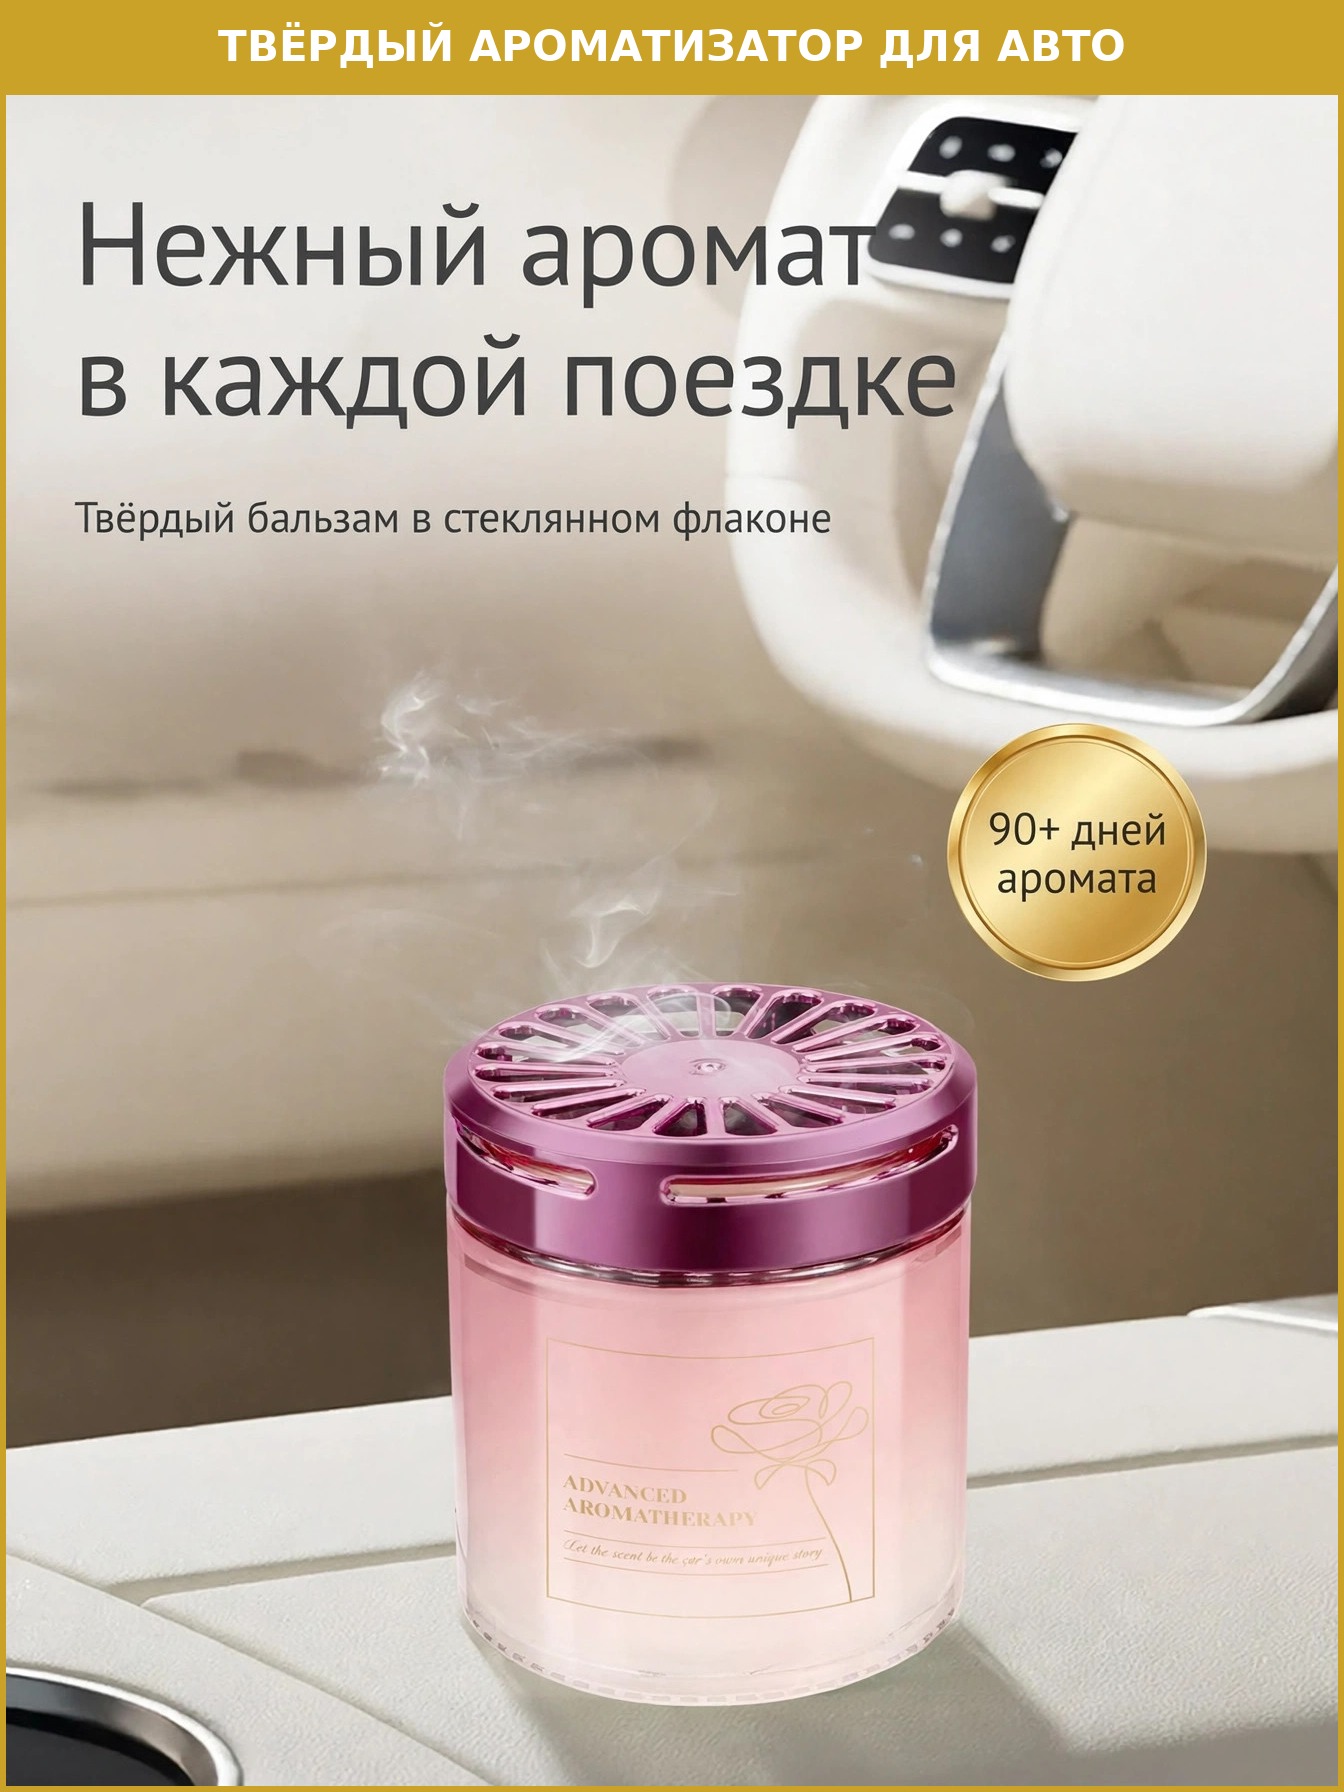 ТВЁРДЫЙ АРОМАТИЗАТОР ДЛЯ АВТО
Нежный аромат
в каждой поездке
Твёрдый бальзам в стеклянном флаконе
90+ дней
аромата
ADVANCED
AROMATHERAPY
Let the scent be the car's own unique story